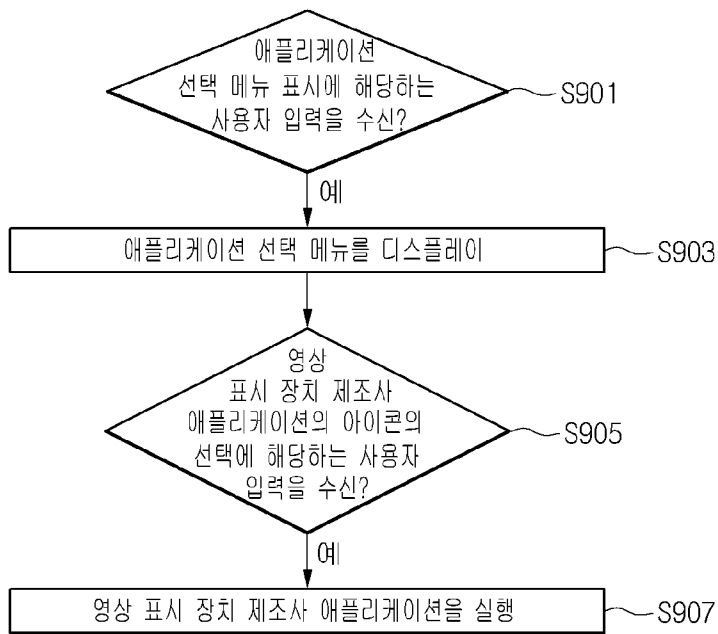 애플리케이션
선택 메뉴 표시에 해당하는
사용자 입력을 수신?
S901
예
애플리케이션 선택 메뉴를 디스플레이
S903
영상
표시 장치 제조사
애플리케이션의 아이콘의
선택에 해당하는 사용자
입력을 수신?
S905
예
영상 표시 장치 제조사 애플리케이션을 실행
S907